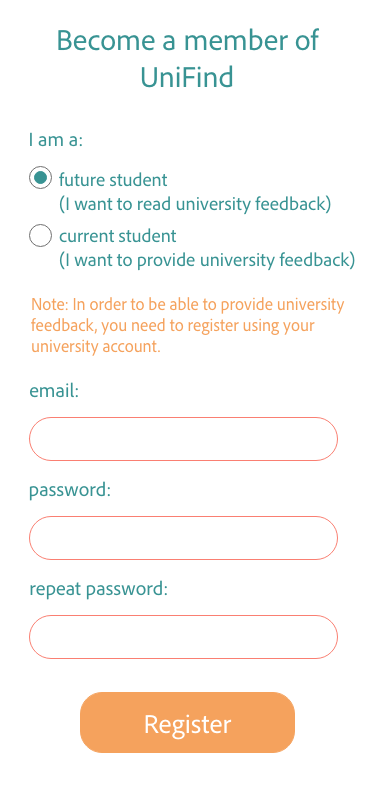 Become a member of
UniFind
I am a:
future student
(I want to read university feedback)
current student
(I want to provide university feedback)
Note: In order to be able to provide university
feedback, you need to register using your
university account.
email:
password:
repeat password:
Register